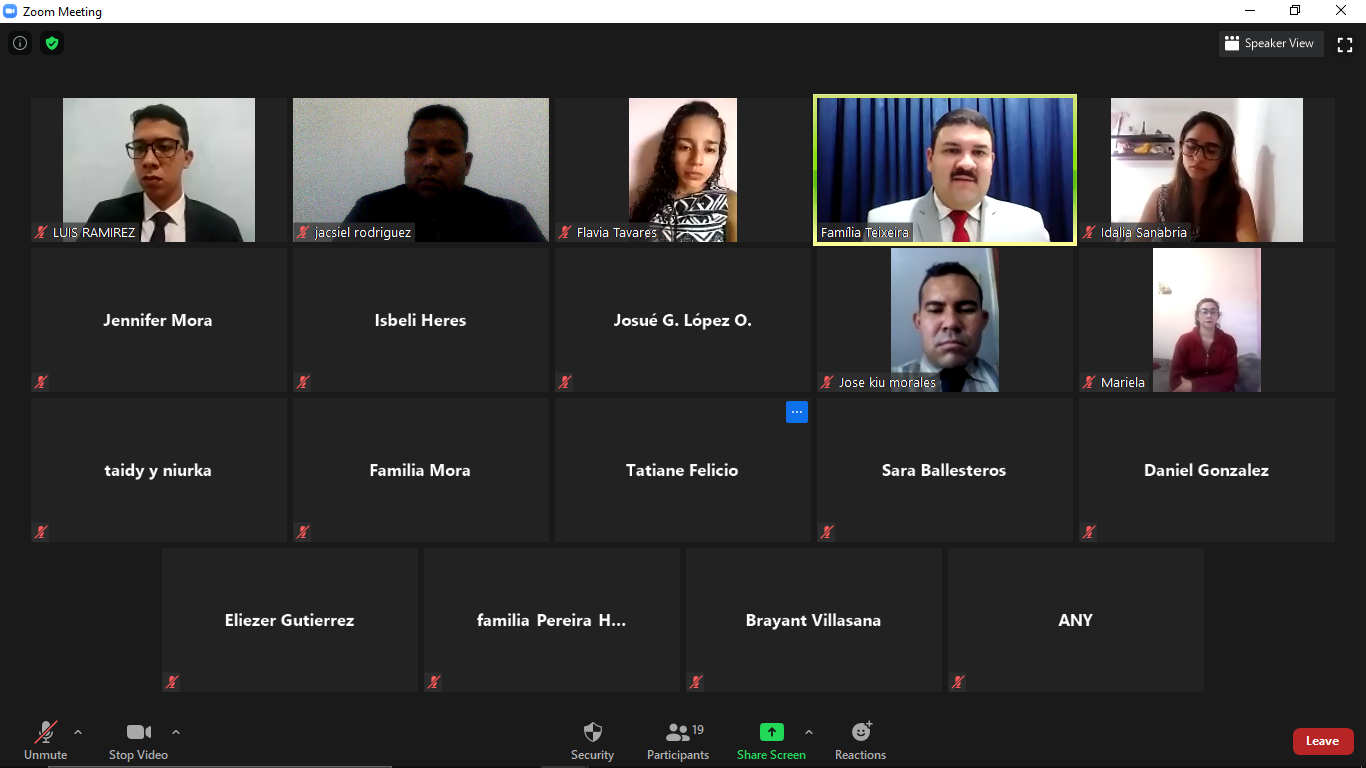 Zoom Meeting
Speaker View
LUIS RAMIREZ
jacsiel rodriguez
Flavia Tavares
Família Teixeira
Idalia Sanabria
Jennifer Mora
Isbeli Heres
Josué G. López O.
Jose kiu morales
Mariela
taidy y niurka
Familia Mora
Tatiane Felicio
Sara Ballesteros
Daniel Gonzalez
Eliezer Gutierrez
familia Pereira H...
Brayant Villasana
ANY
Unmute
Stop Video
Security
Participants
19
Share Screen
Reactions
Leave